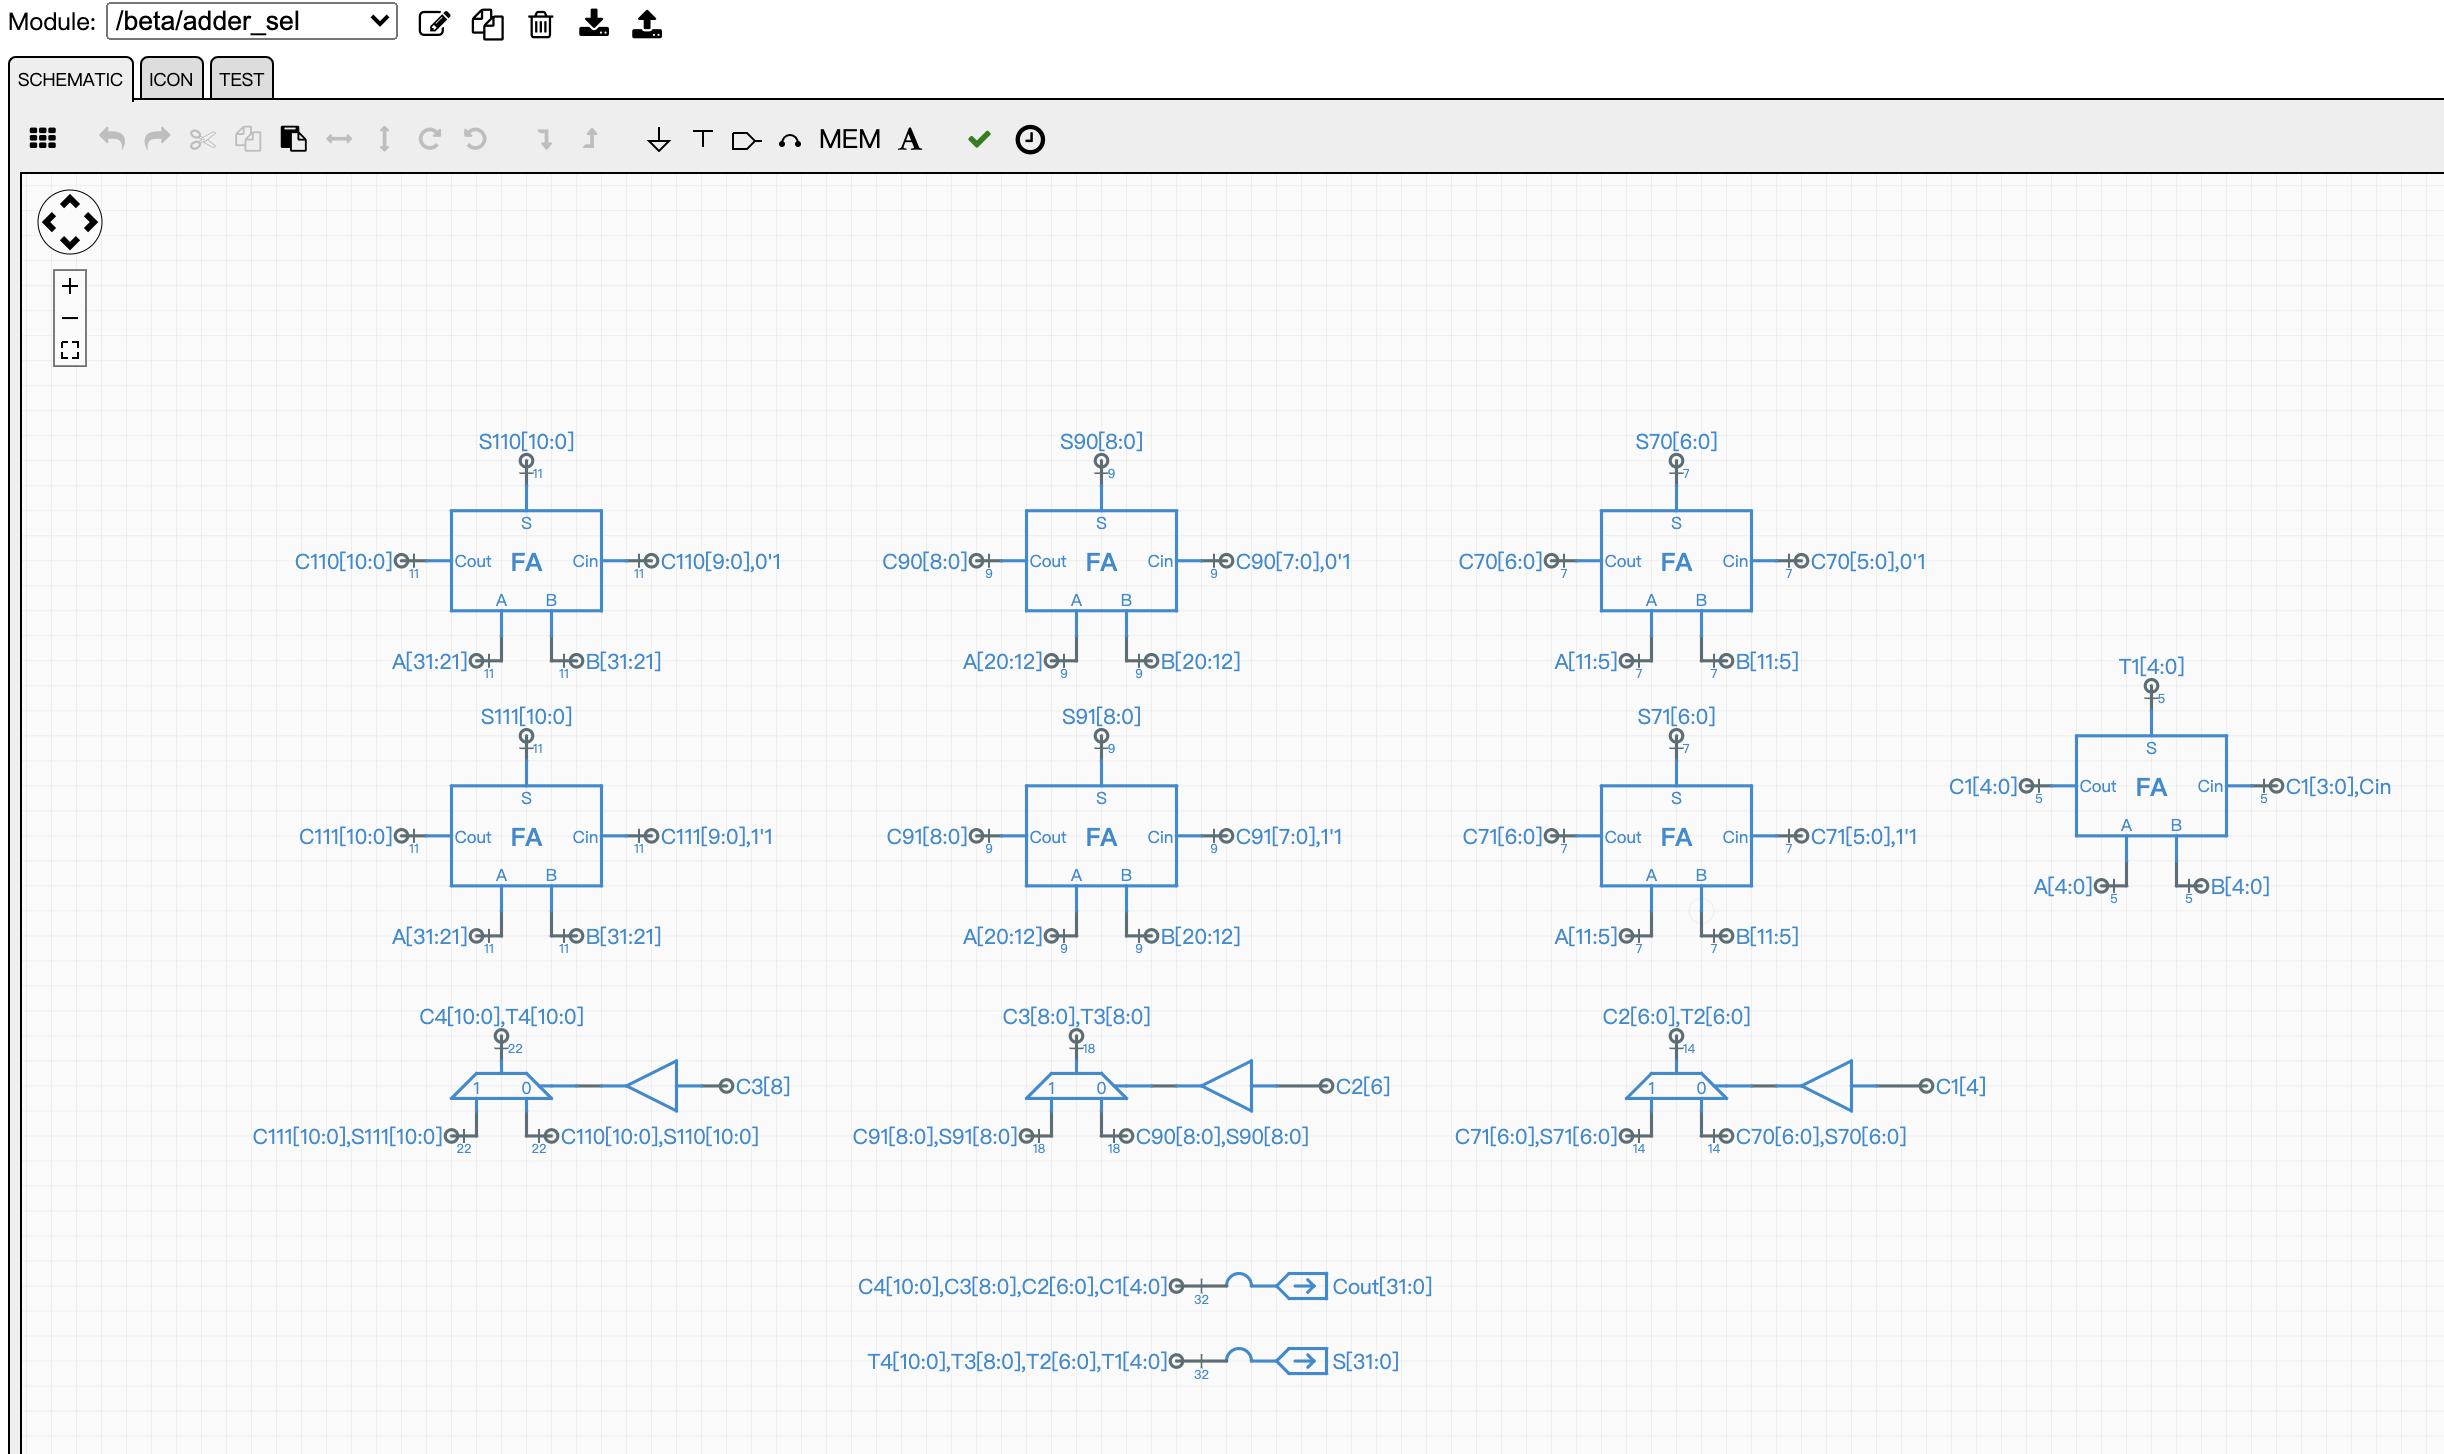 Module: /beta/adder_sel
SCHEMATIC ICON TEST
MEM A
S110[10:0] S90[8:0] S70[6:0]
11 9 7
S S S
C110[10:0] 11 Cout FA Cin 11 C110[9:0],0'1 C90[8:0] 9 Cout FA Cin 9 C90[7:0],0'1 C70[6:0] 7 Cout FA Cin 7 C70[5:0],0'1
A B A B A B
A[31:21] 11 11 B[31:21] A[20:12] 9 9 B[20:12] A[11:5] 7 7 B[11:5]
T1[4:0]
5
S111[10:0] S91[8:0] S71[6:0]
11 9 7
S
C1[4:0] 5 Cout FA Cin 5 C1[3:0],Cin
S S S
A B
C111[10:0] 11 Cout FA Cin 11 C111[9:0],1'1 C91[8:0] 9 Cout FA Cin 9 C91[7:0],1'1 C71[6:0] 7 Cout FA Cin 7 C71[5:0],1'1
A B A B A B
A[4:0] 5 5 B[4:0]
A[31:21] 11 11 B[31:21] A[20:12] 9 9 B[20:12] A[11:5] 7 7 B[11:5]
C4[10:0],T4[10:0] C3[8:0],T3[8:0] C2[6:0],T2[6:0]
22 18 14
1 0 C3[8] 1 0 C2[6] 1 0 C1[4]
C111[10:0],S111[10:0] 22 22 C110[10:0],S110[10:0] C91[8:0],S91[8:0] 18 18 C90[8:0],S90[8:0] C71[6:0],S71[6:0] 14 14 C70[6:0],S70[6:0]
C4[10:0],C3[8:0],C2[6:0],C1[4:0] 32 Cout[31:0]
T4[10:0],T3[8:0],T2[6:0],T1[4:0] 32 S[31:0]